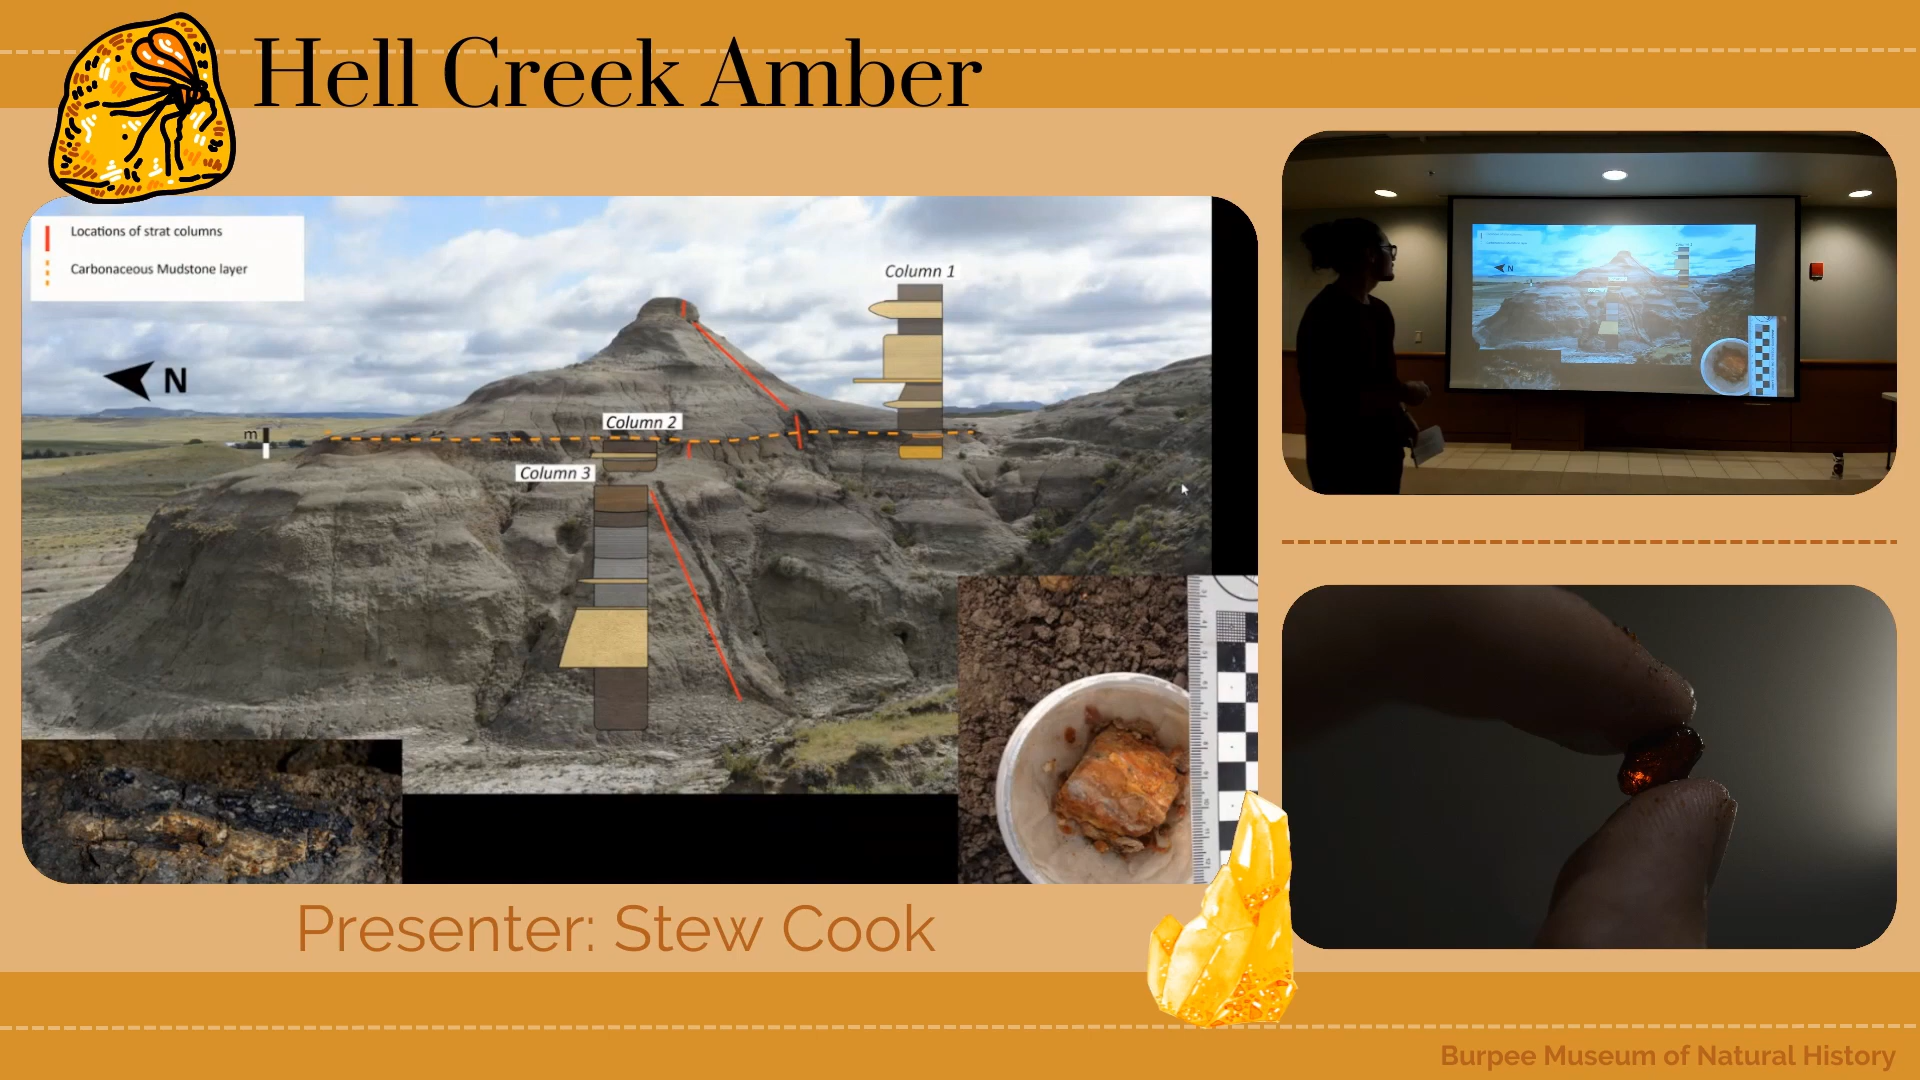 Hell Creek Amber
Locations of strat columns
Carbonaceous Mudstone layer
N
m
Column 1
Column 2
Column 3
N
Presenter: Stew Cook
Burpee Museum of Natural History